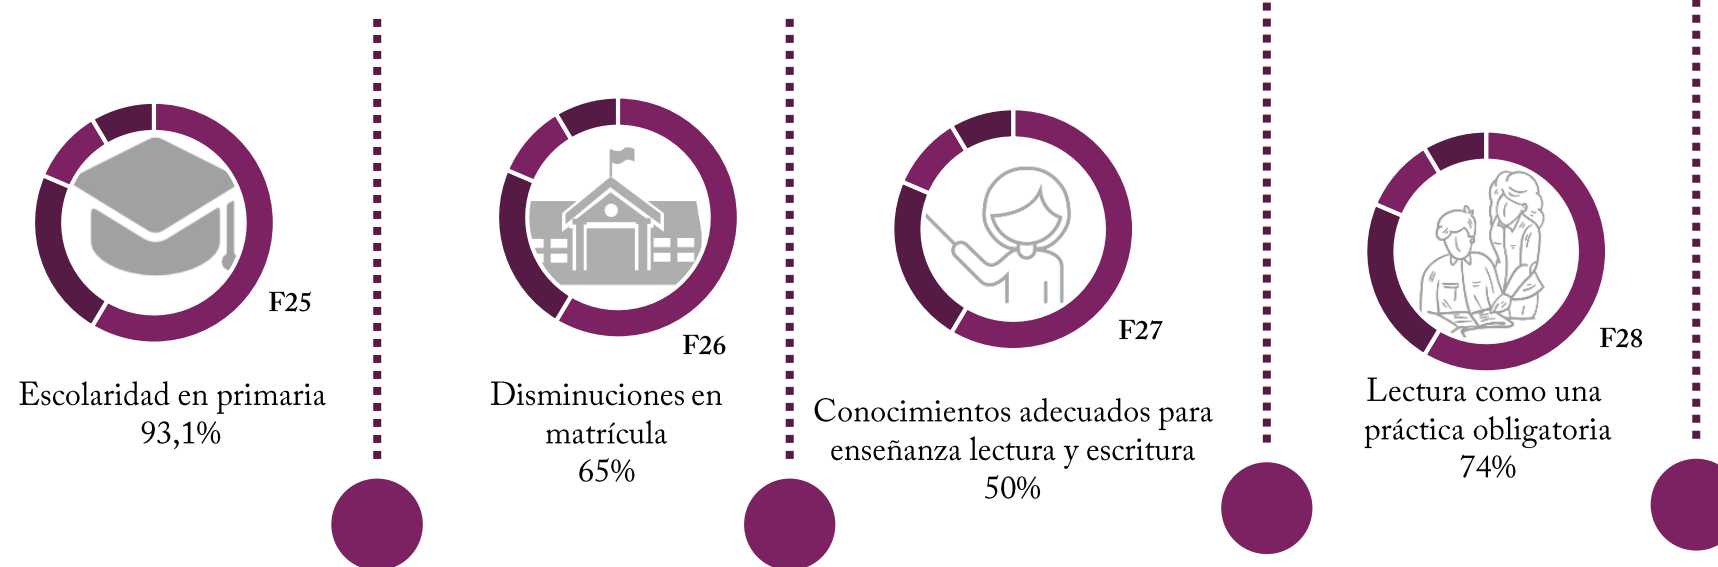 F25
Escolaridad en primaria
93,1%
F26
Disminuciones en
matrícula
65%
F27
Conocimientos adecuados para
enseñanza lectura y escritura
50%
F28
Lectura como una
práctica obligatoria
74%